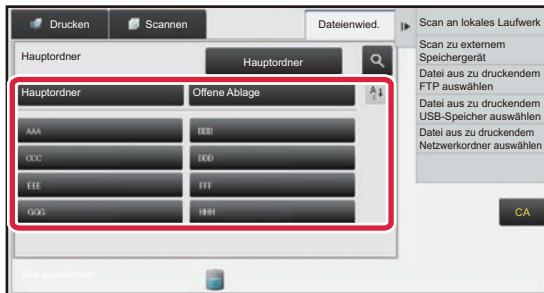 Drucken
Scannen
Dateienwied.
Hauptordner
Hauptordner
Hauptordner
Offene Ablage
AAA
BBB
CCC
DDD
EEE
FFF
GGG
HHH
Alle auswählen
Scan an lokales Laufwerk
Scan zu externem
Speichergerät
Datei aus zu druckendem
FTP auswählen
Datei aus zu druckendem
USB-Speicher auswählen
Datei aus zu druckendem
Netzwerkordner auswählen
CA